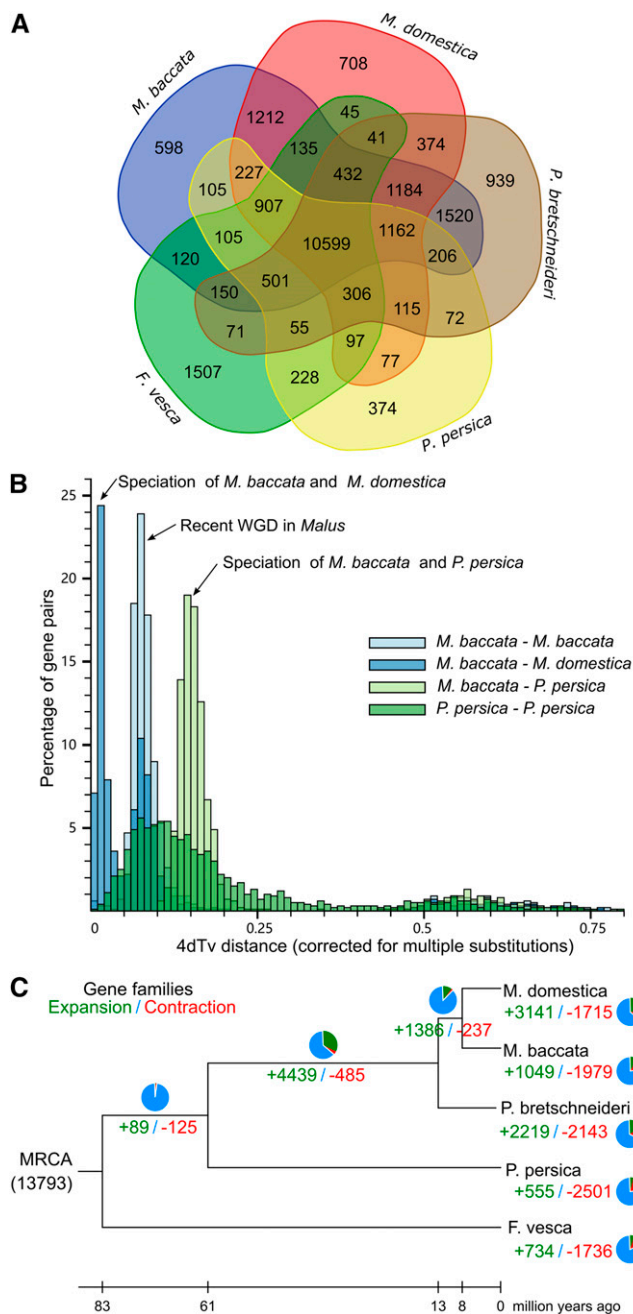 A
M. domestica
M. baccata
P. bretschneideri
F. vesca
P. persica
708
45
1212
135
41
374
598
227
432
939
105
1184
1520
907
1162
105
10599
206
120
501
150
306
115
72
71
55
97
77
1507
228
374
B
Speciation of M. baccata and M. domestica
Recent WGD in Malus
Speciation of M. baccata and P. persica
Percentage of gene pairs
25
20
15
10
5
M. baccata - M. baccata
M. baccata - M. domestica
M. baccata - P. persica
P. persica - P. persica
0
0.25
0.5
0.75
4dTv distance (corrected for multiple substitutions)
C
Gene families
Expansion / Contraction
M. domestica
+3141 / -1715
+1386 / -237
M. baccata
+1049 / -1979
+4439 / -485
P. bretschneideri
+2219 / -2143
+89 / -125
MRCA
(13793)
P. persica
+555 / -2501
F. vesca
+734 / -1736
83
61
13
8
0
million years ago